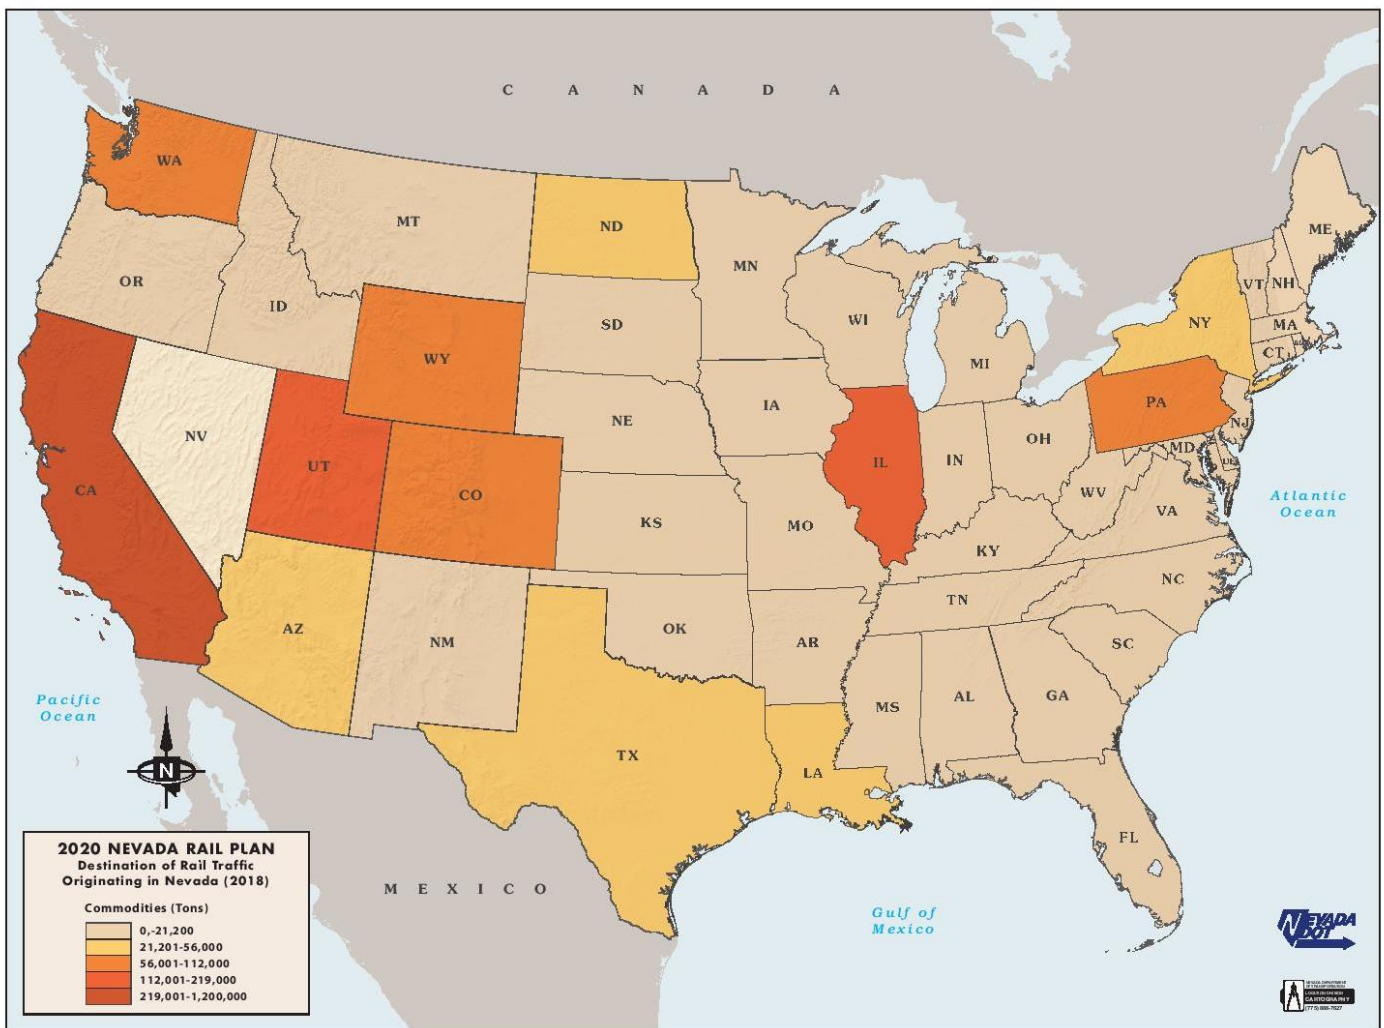 C A N A D A
WA
MT
ND
MN
ME
OR
ID
SD
WI
MI
VT
NH
NY
MA
CT
WY
NV
NE
IA
PA
NJ
OH
MD
UT
CO
IL
IN
WV
CA
KS
MO
KY
VA
Atlantic
Ocean
TN
NC
AZ
NM
OK
AR
SC
MS
AL
GA
Pacific
Ocean
N
TX
LA
FL
M E X I C O
Gulf of
Mexico
2020 NEVADA RAIL PLAN
Destination of Rail Traffic
Originating in Nevada (2018)
Commodities (Tons)
0,-21,200
21,201-56,000
56,001-112,000
112,001-219,000
219,001-1,200,000
NEVADA
DOT
NEVADA DEPARTMENT
OF TRANSPORTATION
CARTOGRAPHY